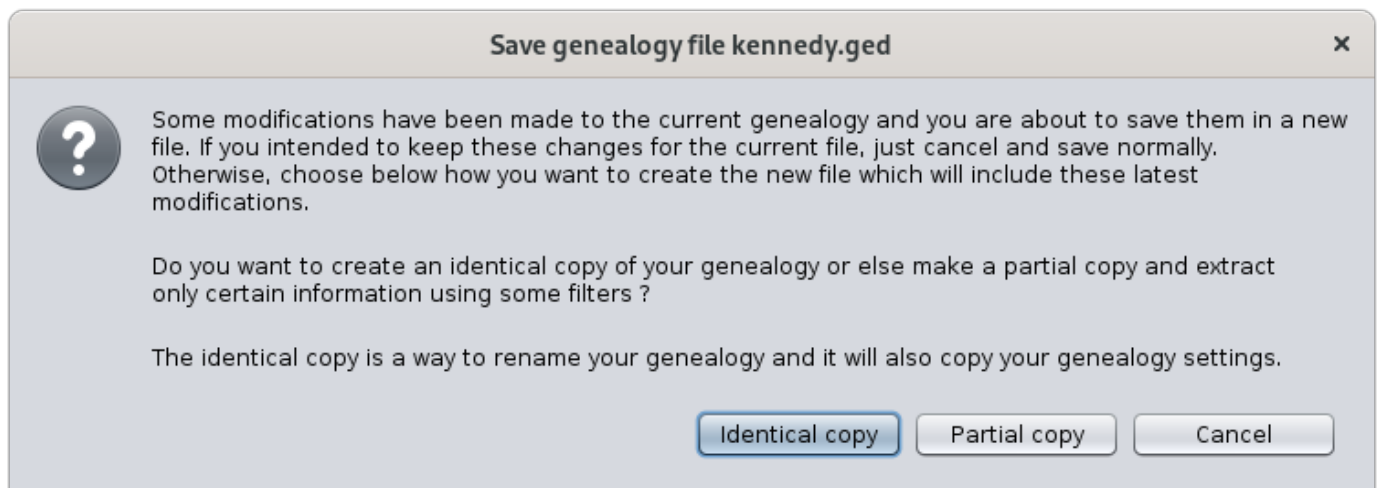 Save genealogy file kennedy.ged
Some modifications have been made to the current genealogy and you are about to save them in a new
file. If you intended to keep these changes for the current file, just cancel and save normally.
Otherwise, choose below how you want to create the new file which will include these latest
modifications.
Do you want to create an identical copy of your genealogy or else make a partial copy and extract
only certain information using some filters ?
The identical copy is a way to rename your genealogy and it will also copy your genealogy settings.
Identical copy Partial copy Cancel